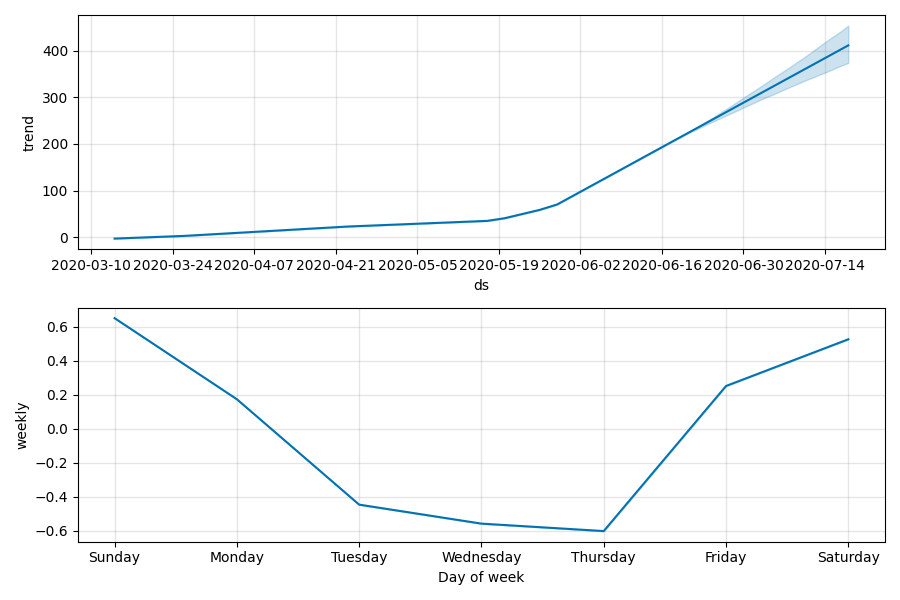 400
300
200
100
0
trend
2020-03-10 2020-03-24 2020-04-07 2020-04-21 2020-05-05 2020-05-19 2020-06-02 2020-06-16 2020-06-30 2020-07-14
ds
0.6
0.4
0.2
0.0
−0.2
−0.4
−0.6
weekly
Sunday Monday Tuesday Wednesday Thursday Friday Saturday
Day of week